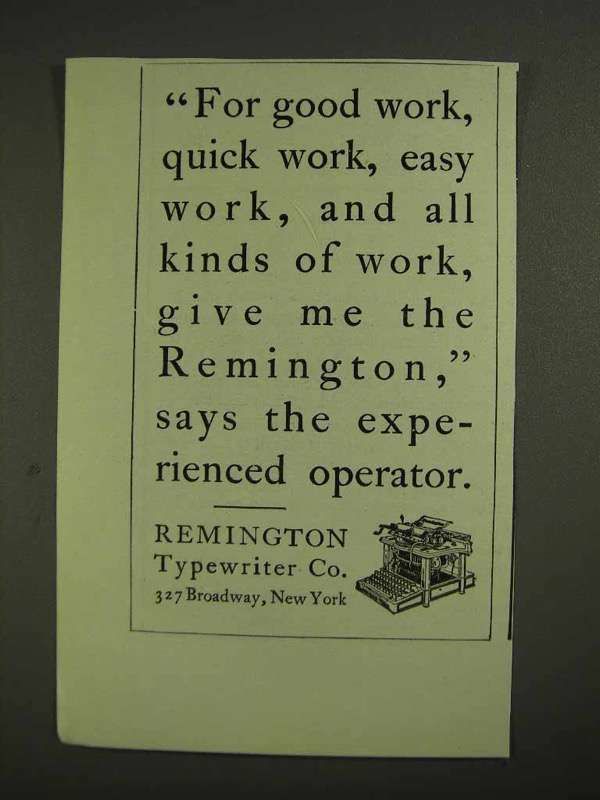 “For good work,
quick work, easy
work, and all
kinds of work,
give me the
Remington,”
says the expe-
rienced operator.
REMINGTON
Typewriter Co.
327 Broadway, New York